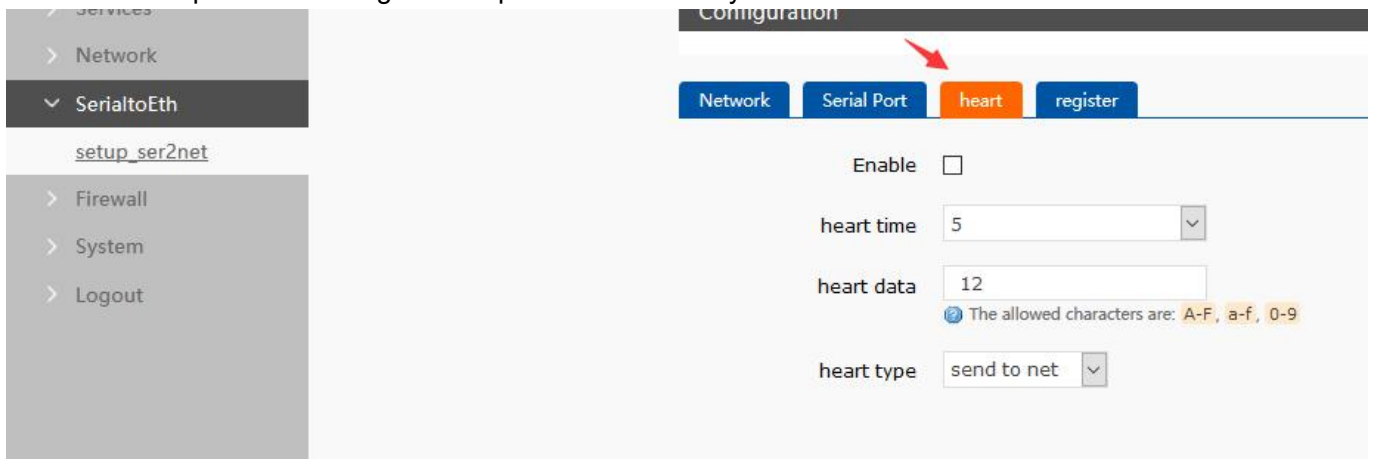 Services
Configuration
Network
SerialtoEth
setup_ser2net
Firewall
System
Logout
Network Serial Port heart register
Enable
heart time 5
heart data 12
The allowed characters are: A-F, a-f, 0-9
heart type send to net